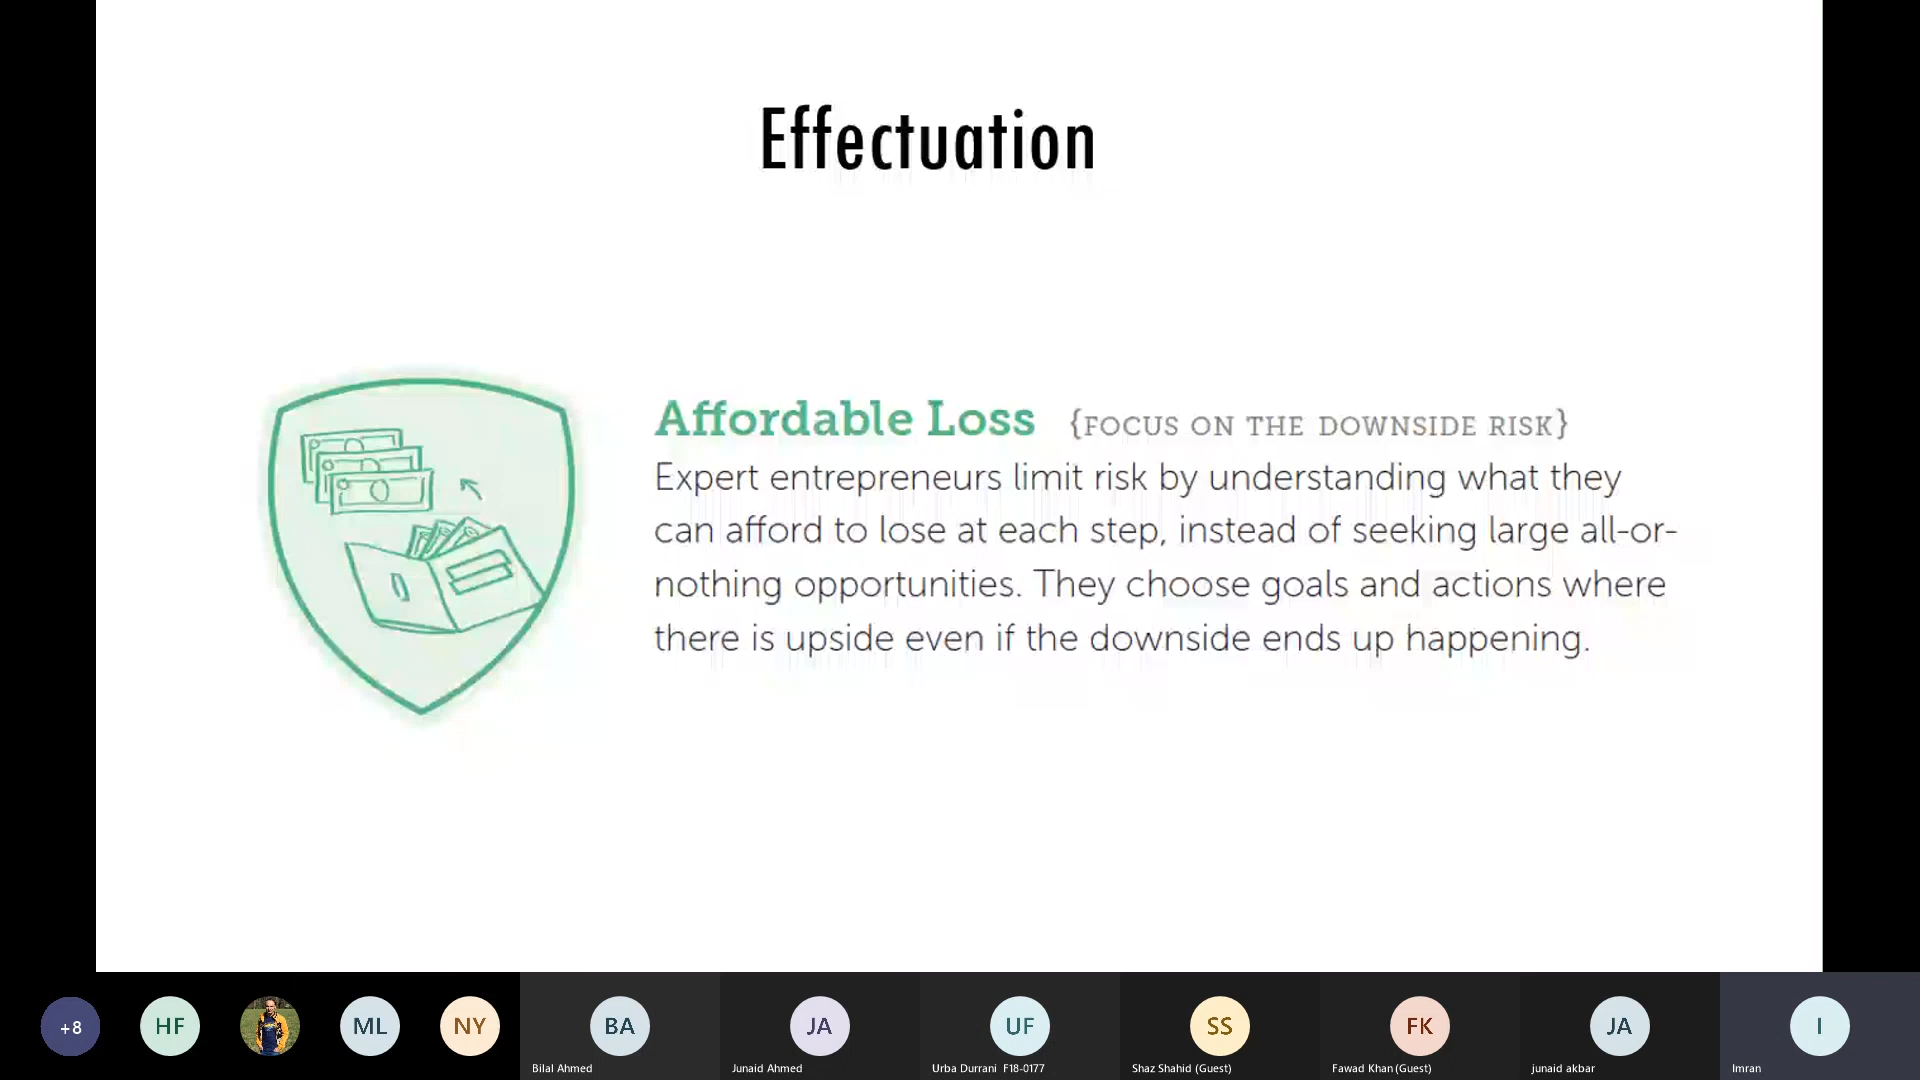 Effectuation
Affordable Loss {FOCUS ON THE DOWNSIDE RISK}
Expert entrepreneurs limit risk by understanding what they
can afford to lose at each step, instead of seeking large all-or-
nothing opportunities. They choose goals and actions where
there is upside even if the downside ends up happening.
+8
HF
ML
NY
BA
JA
UF
SS
FK
JA
I
Bilal Ahmed
Junaid Ahmed
Urba Durrani F18-0177
Shaz Shahid (Guest)
Fawad Khan (Guest)
junaid akbar
Imran